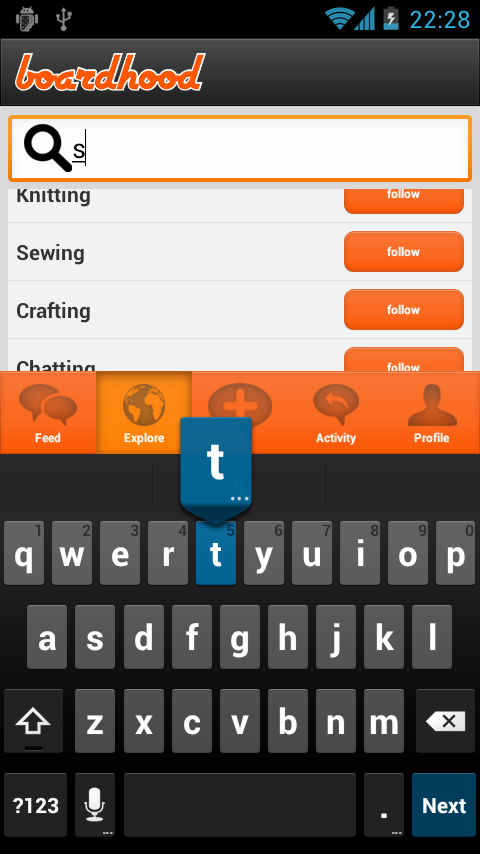 22:28
boardhood
s
Knitting follow
Sewing follow
Crafting follow
Chatting follow
Feed Explore Activity Profile
t
...
1 2 3 4 5 6 7 8 9 0
q w e r t y u i o p
a s d f g h j k l
z x c v b n m
?123 ... . ... Next